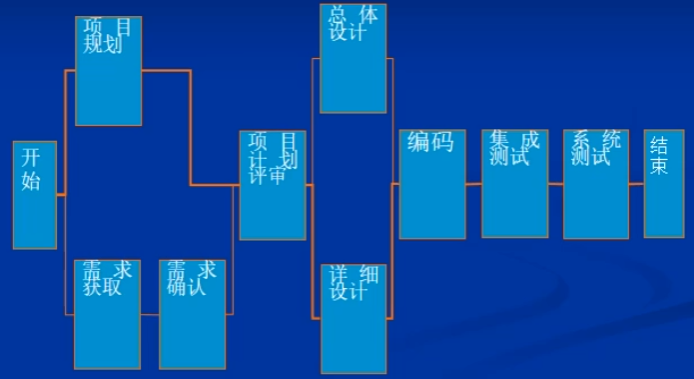 项目
规划
总体
设计
开
始
项目
计划
评审
编码
集成
测试
系统
测试
结
束
需求
获取
需求
确认
详细
设计